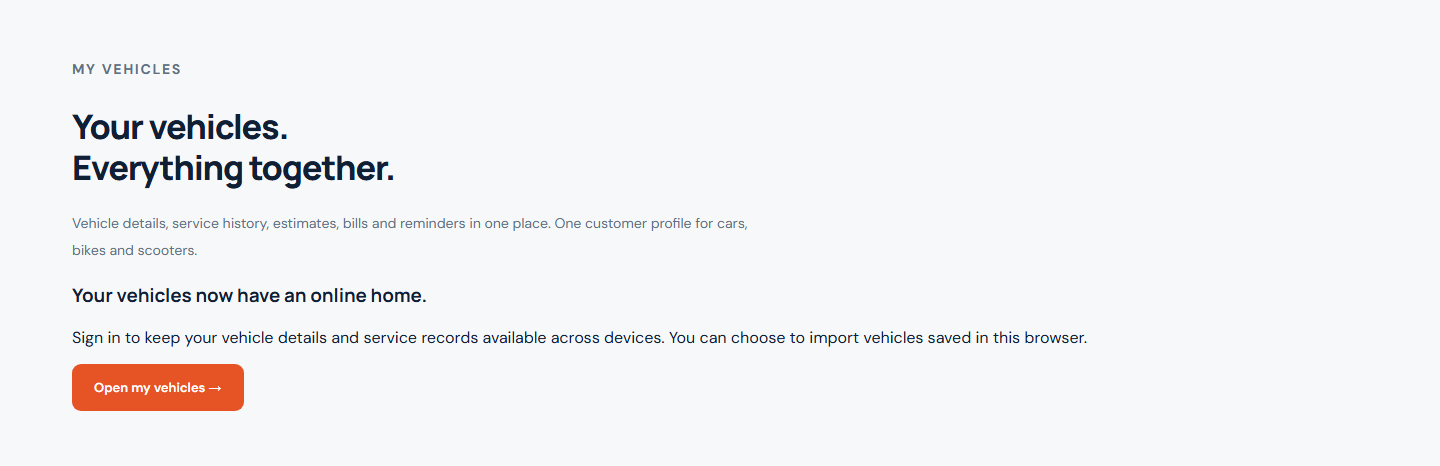 MY VEHICLES
Your vehicles.
Everything together.
Vehicle details, service history, estimates, bills and reminders in one place. One customer profile for cars,
bikes and scooters.
Your vehicles now have an online home.
Sign in to keep your vehicle details and service records available across devices. You can choose to import vehicles saved in this browser.
Open my vehicles →